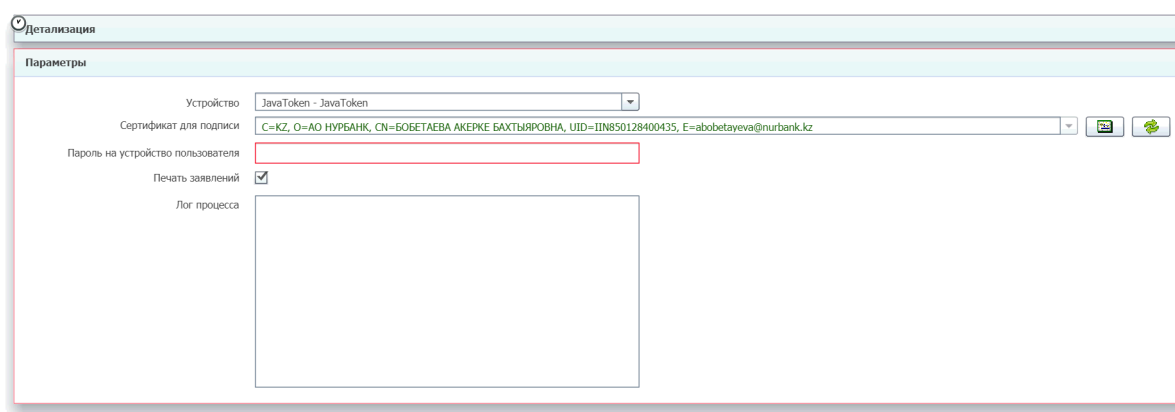 Детализация
Параметры
Устройство JavaToken - JavaToken
Сертификат для подписи C=KZ, O=АО НУРБАНК, CN=БОБЕТАЕВА АКЕРКЕ БАХТЫЯРОВНА, UID=IIN850128400435, E=abobetayeva@nurbank.kz
Пароль на устройство пользователя
Печать заявлений
Лог процесса